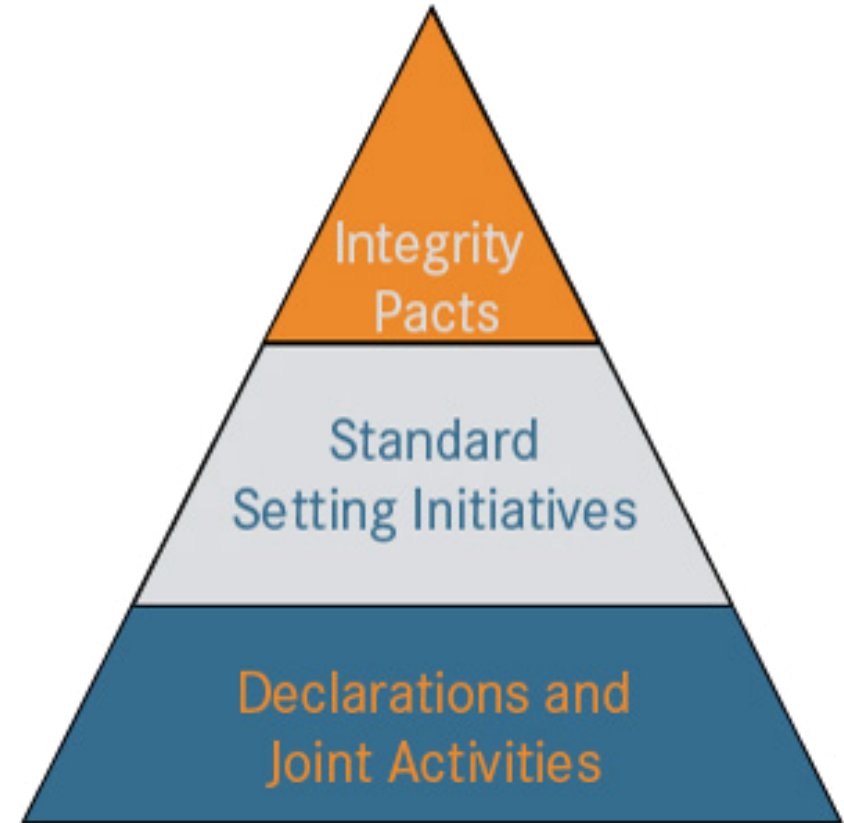 Integrity
Pacts
Standard
Setting Initiatives
Declarations and
Joint Activities